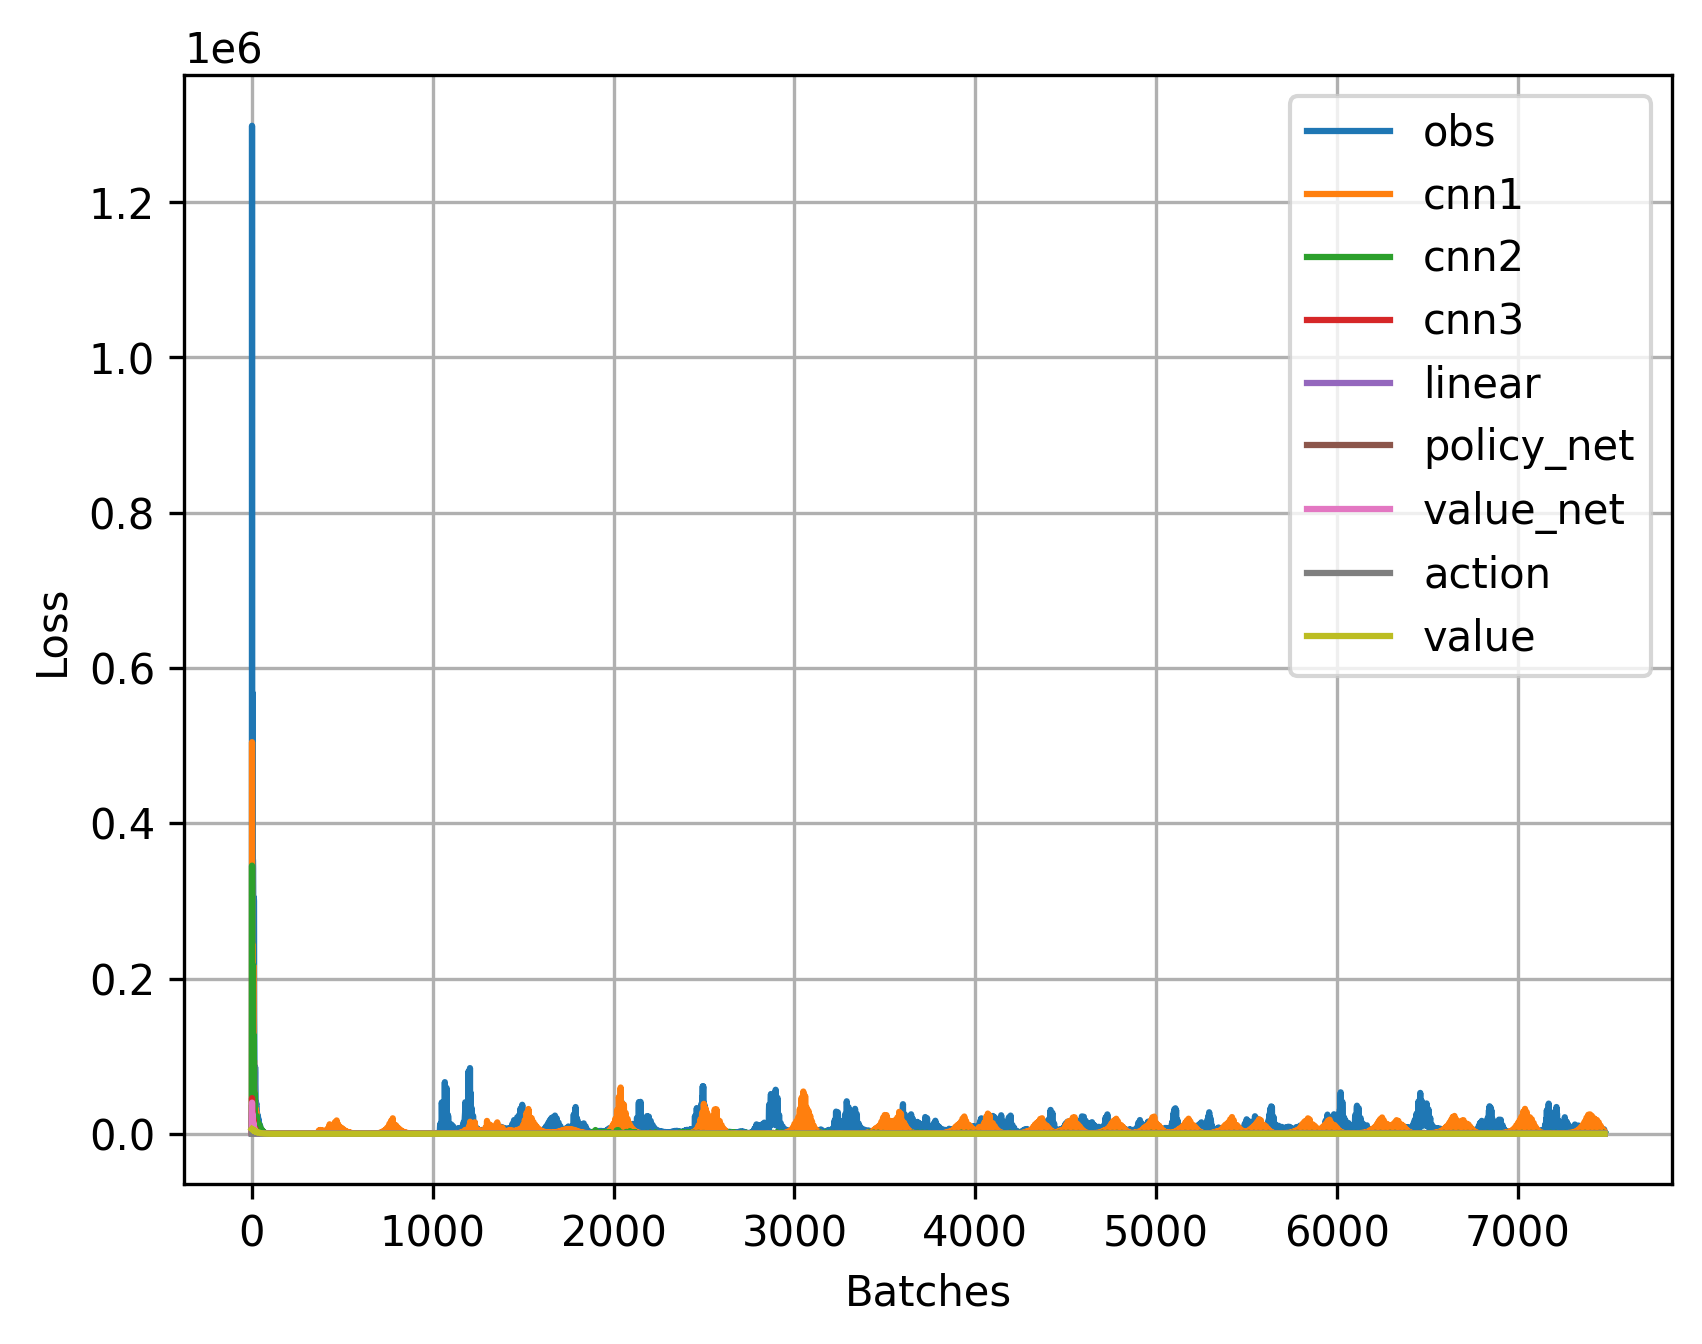 1e6
1.2
1.0
0.8
0.6
0.4
0.2
0.0
Loss
0 1000 2000 3000 4000 5000 6000 7000
Batches
obs
cnn1
cnn2
cnn3
linear
policy_net
value_net
action
value